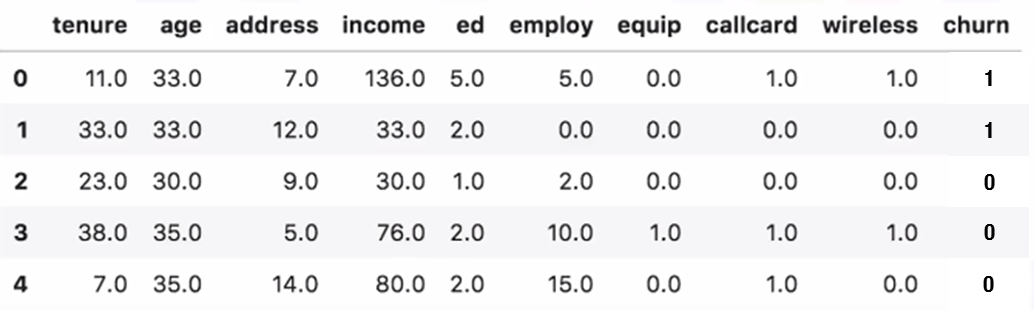 tenure age address income ed employ equip callcard wireless churn
0 11.0 33.0 7.0 136.0 5.0 5.0 0.0 1.0 1.0 1
1 33.0 33.0 12.0 33.0 2.0 0.0 0.0 0.0 0.0 1
2 23.0 30.0 9.0 30.0 1.0 2.0 0.0 0.0 0.0 0
3 38.0 35.0 5.0 76.0 2.0 10.0 1.0 1.0 1.0 0
4 7.0 35.0 14.0 80.0 2.0 15.0 0.0 1.0 0.0 0